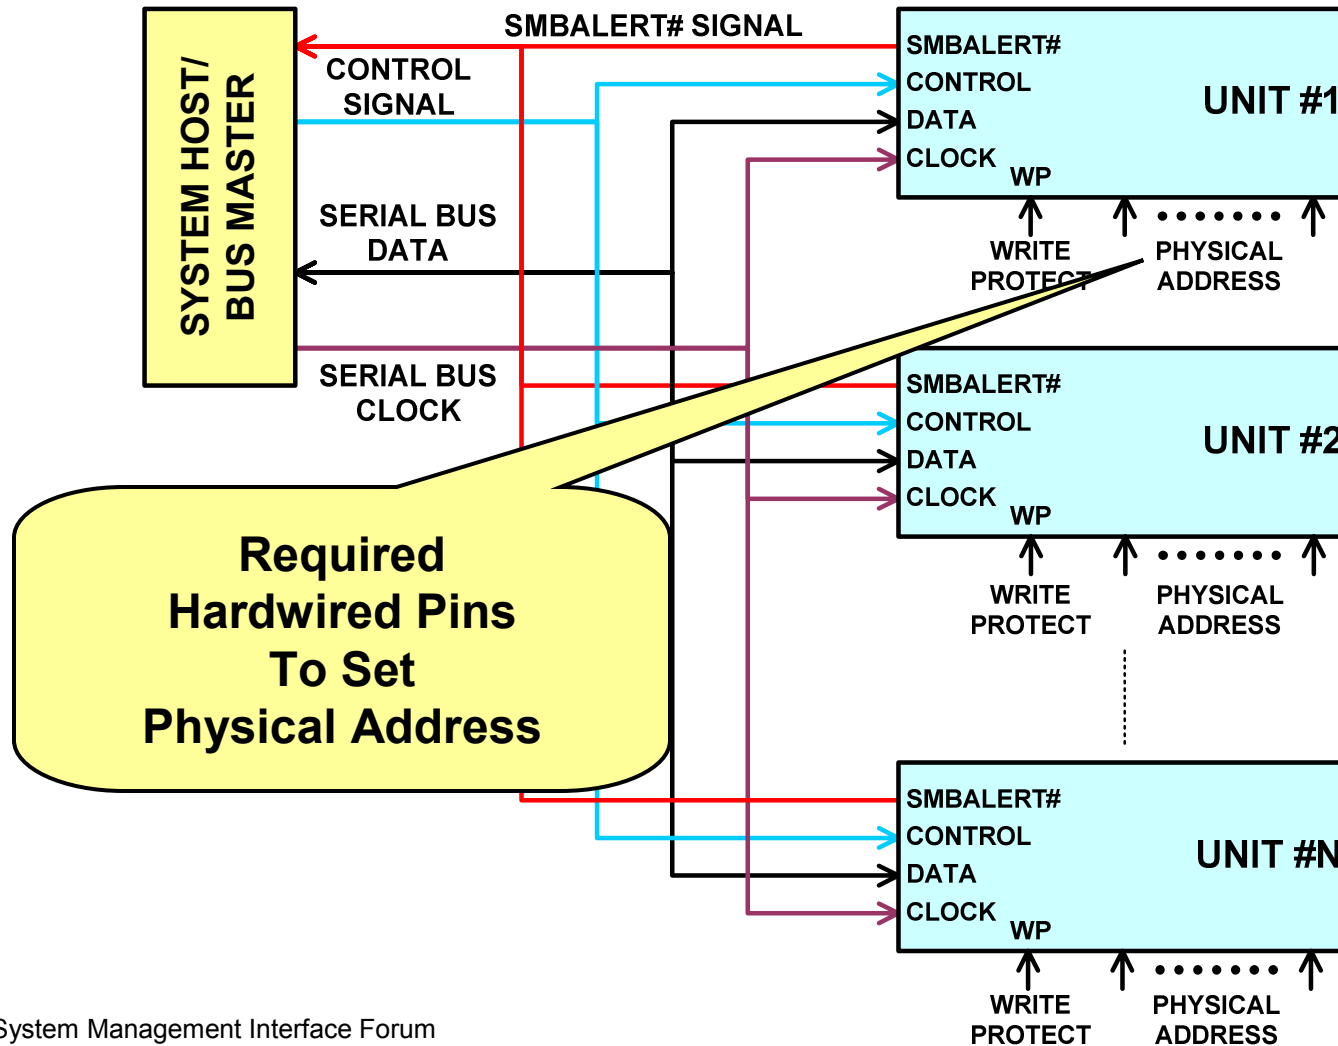 SMBALERT# SIGNAL
SYSTEM HOST/
BUS MASTER
CONTROL
SIGNAL
SERIAL BUS
DATA
SERIAL BUS
CLOCK
SMBALERT#
CONTROL
DATA
CLOCK
WP
UNIT #1
WRITE
PROTECT
PHYSICAL
ADDRESS
SMBALERT#
CONTROL
DATA
CLOCK
WP
UNIT #2
WRITE
PROTECT
PHYSICAL
ADDRESS
Required
Hardwired Pins
To Set
Physical Address
SMBALERT#
CONTROL
DATA
CLOCK
WP
UNIT #N
WRITE
PROTECT
PHYSICAL
ADDRESS
System Management Interface Forum